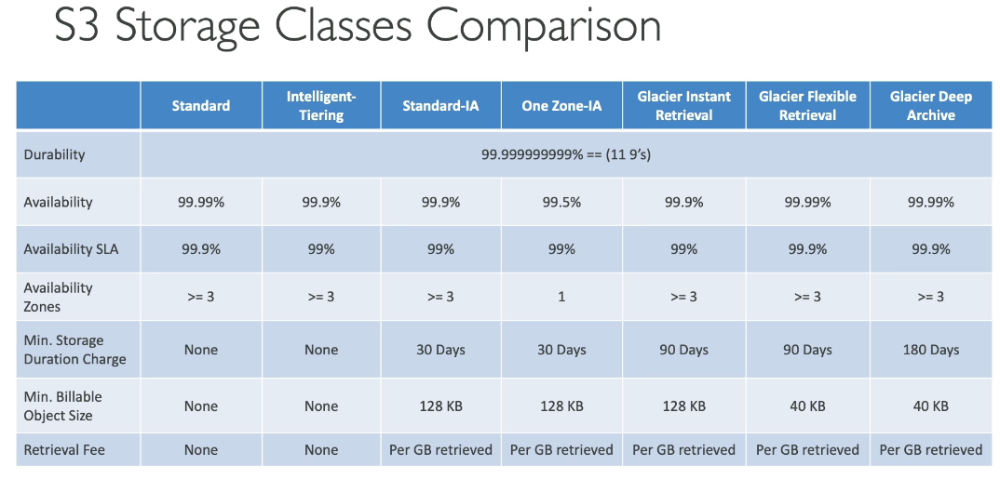 S3 Storage Classes Comparison
Standard
Intelligent-
Tiering
Standard-IA
One Zone-IA
Glacier Instant
Retrieval
Glacier Flexible
Retrieval
Glacier Deep
Archive
Durability
99.999999999% == (11 9’s)
Availability
99.99%
99.9%
99.9%
99.5%
99.9%
99.99%
99.99%
Availability SLA
99.9%
99%
99%
99%
99%
99.9%
99.9%
Availability
Zones
>= 3
>= 3
>= 3
1
>= 3
>= 3
>= 3
Min. Storage
Duration Charge
None
None
30 Days
30 Days
90 Days
90 Days
180 Days
Min. Billable
Object Size
None
None
128 KB
128 KB
128 KB
40 KB
40 KB
Retrieval Fee
None
None
Per GB retrieved
Per GB retrieved
Per GB retrieved
Per GB retrieved
Per GB retrieved